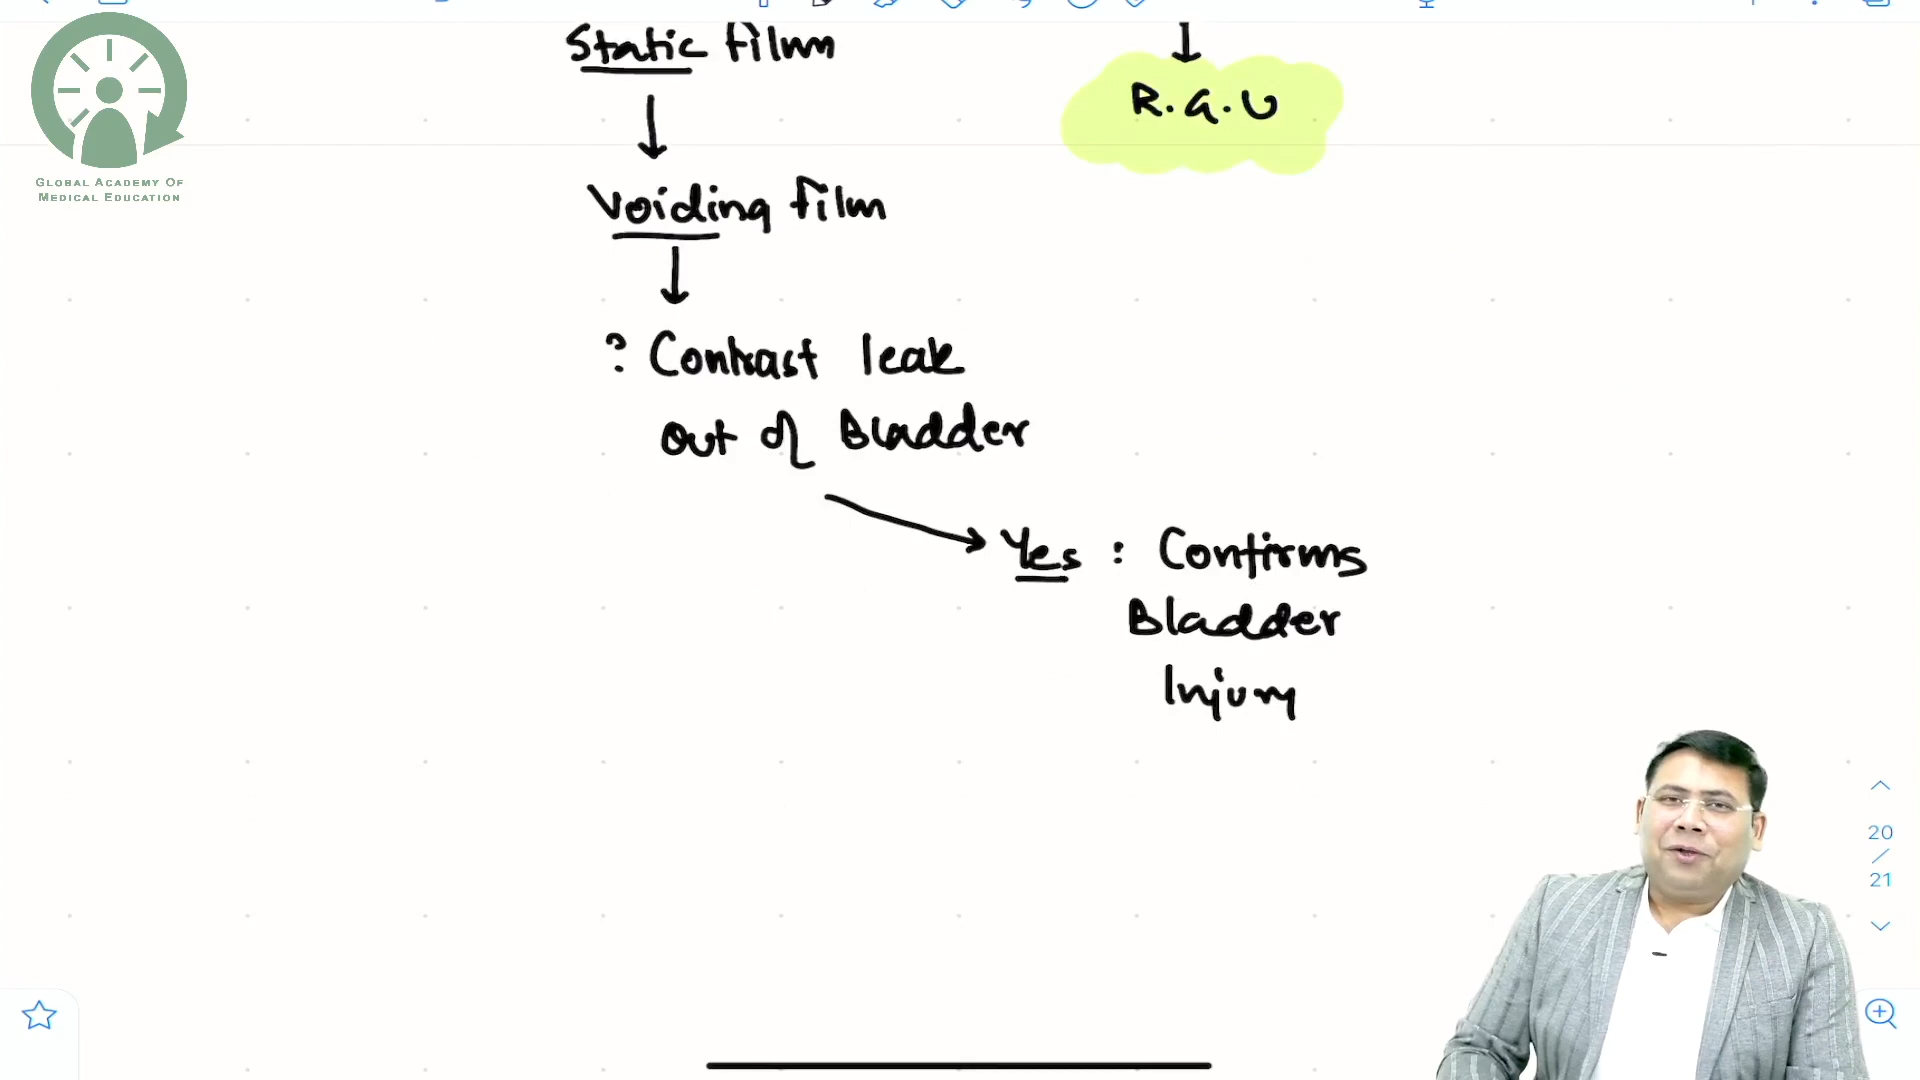 Static film
R.G.U
GLOBAL ACADEMY OF
MEDICAL EDUCATION
Voiding film
? Contrast leak
out of Bladder
Yes : Confirms
Bladder
Injury
20
/
21